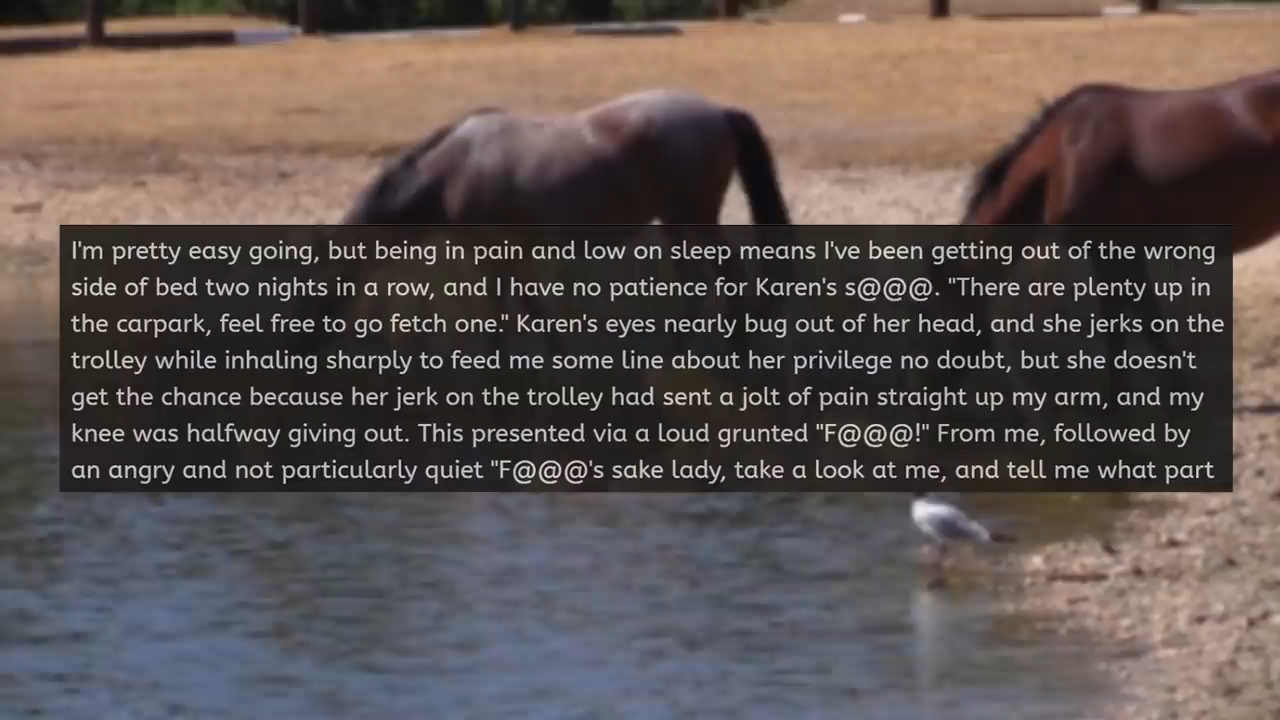 I'm pretty easy going, but being in pain and low on sleep means I've been getting out of the wrong
side of bed two nights in a row, and I have no patience for Karen's s@@@. "There are plenty up in
the carpark, feel free to go fetch one." Karen's eyes nearly bug out of her head, and she jerks on the
trolley while inhaling sharply to feed me some line about her privilege no doubt, but she doesn't
get the chance because her jerk on the trolley had sent a jolt of pain straight up my arm, and my
knee was halfway giving out. This presented via a loud grunted "F@@@!" From me, followed by
an angry and not particularly quiet "F@@@'s sake lady, take a look at me, and tell me what part